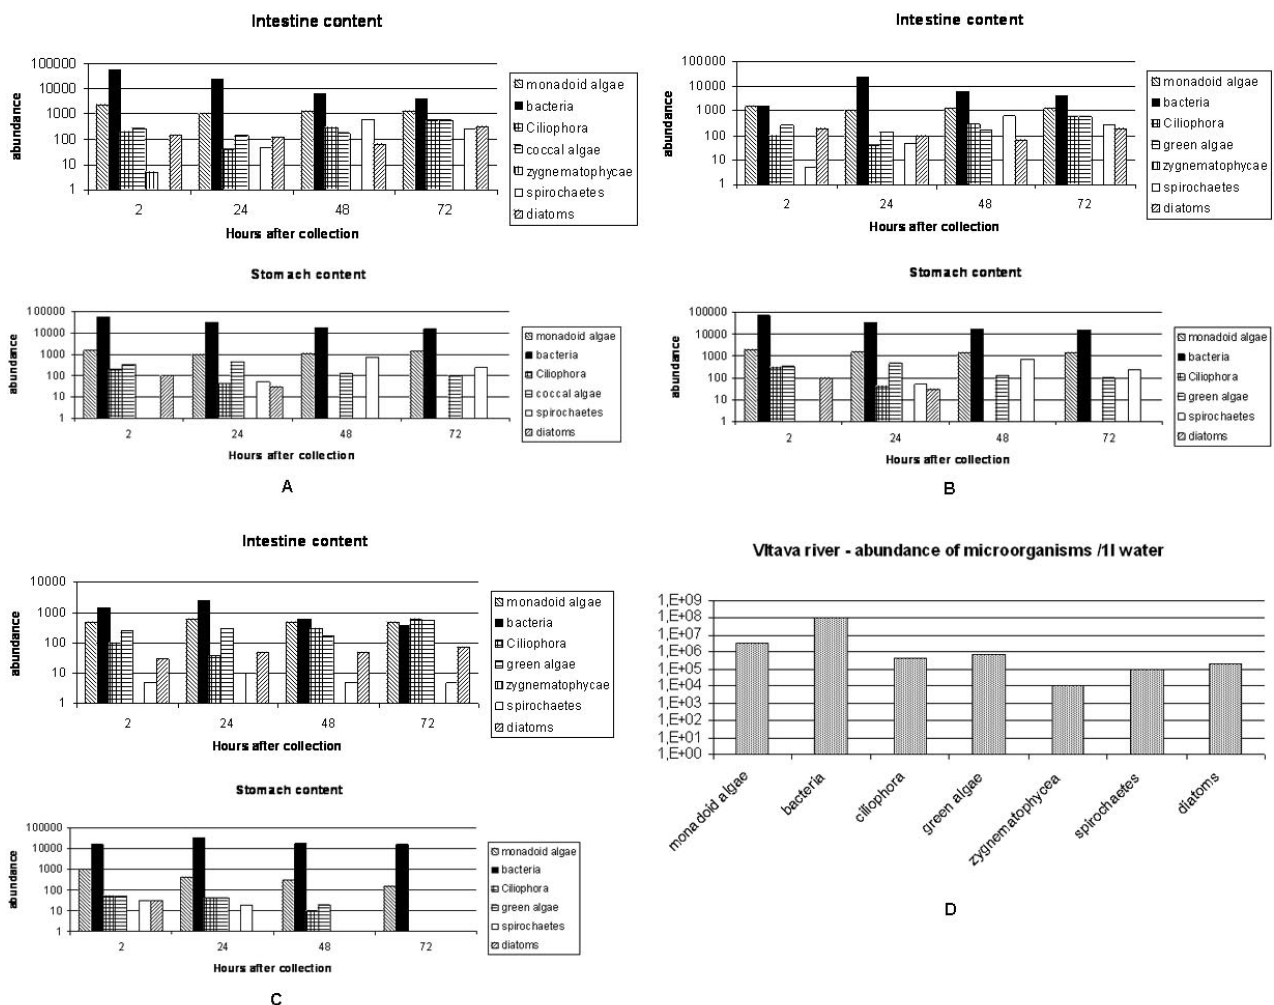 Intestine content
abundance
100000
10000
1000
100
10
1
2 24 48 72
Hours after collection
monadoid algae
bacteria
Ciliophora
coccal algae
zygnematophycae
spirochaetes
diatoms
Stomach content
abundance
100000
10000
1000
100
10
1
2 24 48 72
Hours after collection
monadoid algae
bacteria
Ciliophora
coccal algae
spirochaetes
diatoms
A
Intestine content
abundance
100000
10000
1000
100
10
1
2 24 48 72
Hours after collection
monadoid algae
bacteria
Ciliophora
green algae
zygnematophycae
spirochaetes
diatoms
Stomach content
abundance
100000
10000
1000
100
10
1
2 24 48 72
Hours after collection
monadoid algae
bacteria
Ciliophora
green algae
spirochaetes
diatoms
B
Intestine content
abundance
10000
1000
100
10
1
2 24 48 72
Hours after collection
monadoid algae
bacteria
Ciliophora
green algae
zygnematophycae
spirochaetes
diatoms
Stomach content
abundance
100000
10000
1000
100
10
1
2 24 48 72
Hours after collection
monadoid algae
bacteria
Ciliophora
green algae
spirochaetes
diatoms
C
Vltava river - abundance of microorganisms /1l water
1,E+09
1,E+08
1,E+07
1,E+06
1,E+05
1,E+04
1,E+03
1,E+02
1,E+01
1,E+00
monadoid algae
bacteria
ciliophora
green algae
zygnematophycea
spirochaetes
diatoms
D